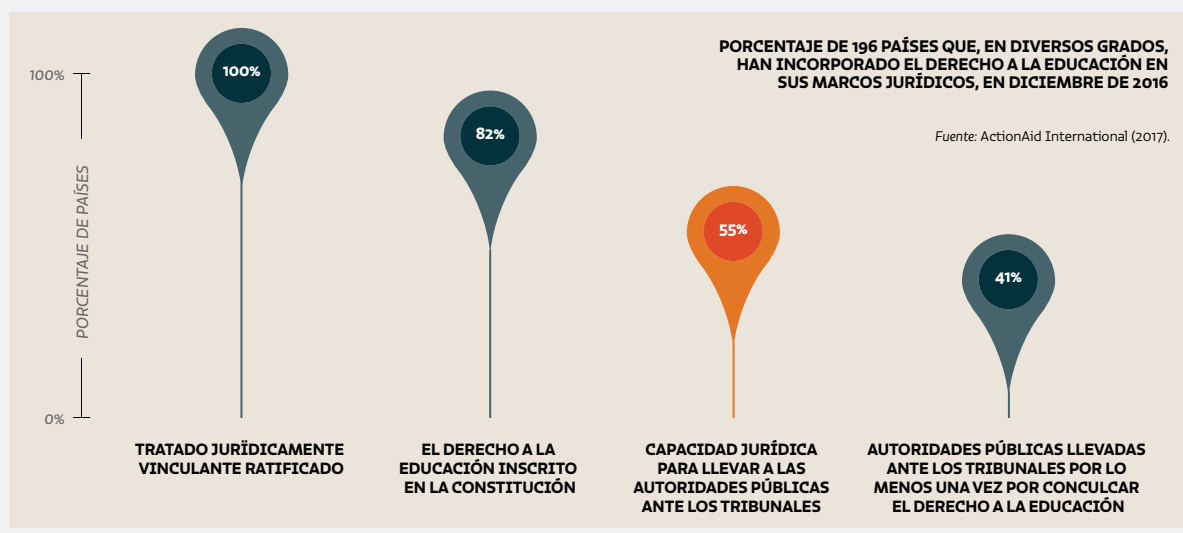 PORCENTAJE DE 196 PAÍSES QUE, EN DIVERSOS GRADOS,
HAN INCORPORADO EL DERECHO A LA EDUCACIÓN EN
SUS MARCOS JURÍDICOS, EN DICIEMBRE DE 2016
Fuente: ActionAid International (2017).
100%
PORCENTAJE DE PAÍSES
0%
100%
82%
55%
41%
TRATADO JURÏDICAMENTE
VINCULANTE RATIFICADO
EL DERECHO A LA
EDUCACIÓN INSCRITO
EN LA CONSTITUCIÓN
CAPACIDAD JURÍDICA
PARA LLEVAR A LAS
AUTORIDADES PÚBLICAS
ANTE LOS TRIBUNALES
AUTORIDADES PÚBLICAS LLEVADAS
ANTE LOS TRIBUNALES POR LO
MENOS UNA VEZ POR CONCULCAR
EL DERECHO A LA EDUCACIÓN